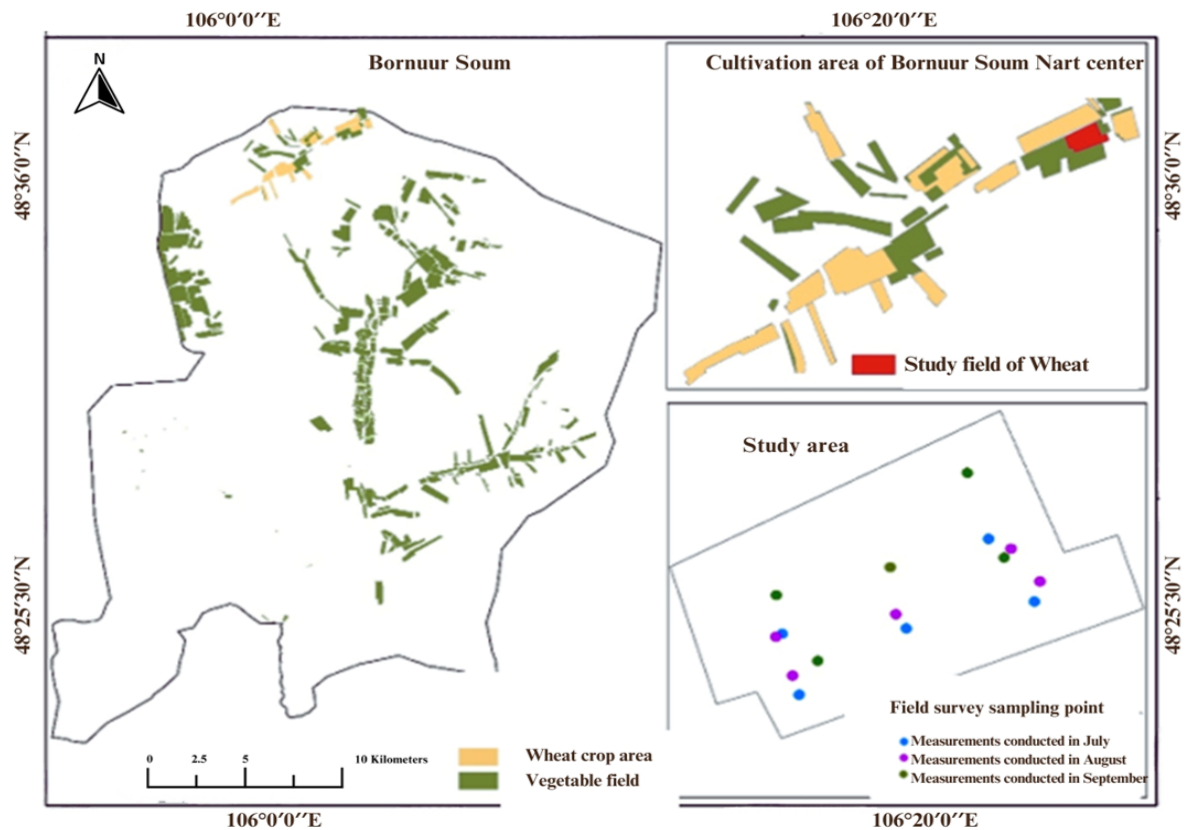 106°0′0″E
106°20′0″E
N
Bornuur Soum
Cultivation area of Bornuur Soum Nart center
48°36′0″N
48°36′0″N
Study field of Wheat
Study area
48°25′30″N
48°25′30″N
Field survey sampling point
Measurements conducted in July
Measurements conducted in August
Measurements conducted in September
0 2.5 5 10 Kilometers
Wheat crop area
Vegetable field
106°0′0″E
106°20′0″E